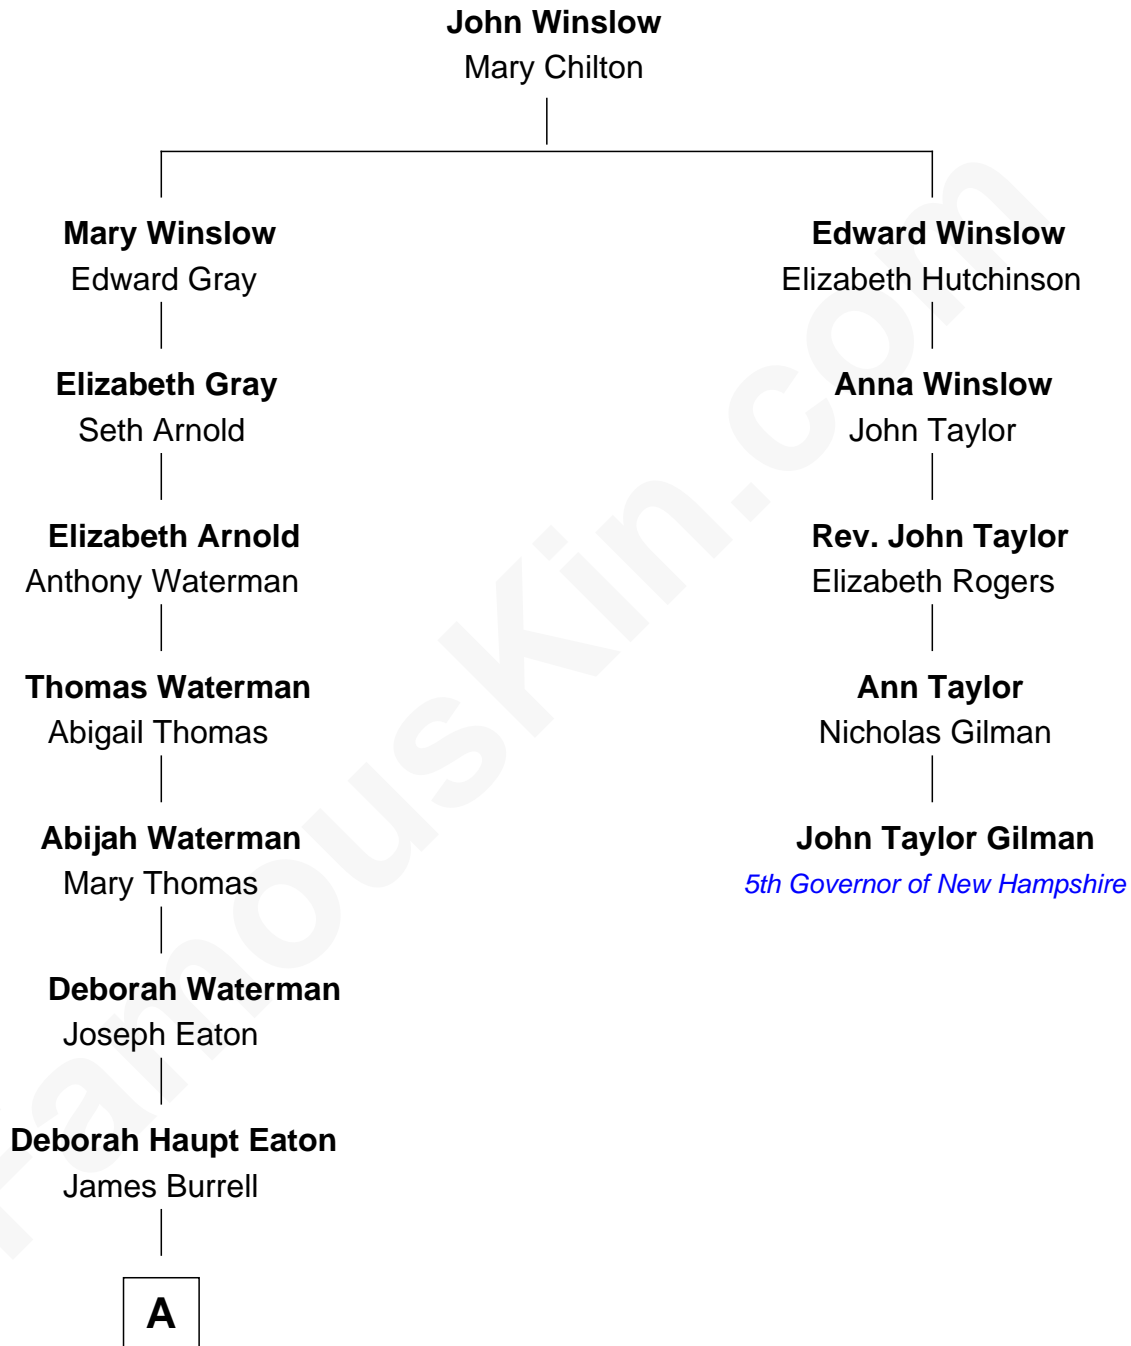 John Winslow
Mary Chilton
Mary Winslow
Edward Gray
Elizabeth Gray
Seth Arnold
Elizabeth Arnold
Anthony Waterman
Thomas Waterman
Abigail Thomas
Abijah Waterman
Mary Thomas
Deborah Waterman
Joseph Eaton
Deborah Haupt Eaton
James Burrell
A
Edward Winslow
Elizabeth Hutchinson
Anna Winslow
John Taylor
Rev. John Taylor
Elizabeth Rogers
Ann Taylor
Nicholas Gilman
John Taylor Gilman
5th Governor of New Hampshire
FamousKin.com